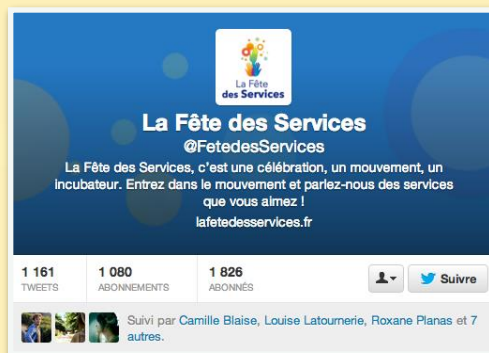 La Fête
des Services
La Fête des Services
@FetedesServices
La Fête des Services, c'est une célébration, un mouvement, un
incubateur. Entrez dans le mouvement et parlez-nous des services
que vous aimez !
lafetedesservices.fr
1 161 1 080 1 826
TWEETS ABONNEMENTS ABONNÉS
Suivre
Suivi par Camille Blaise, Louise Latournerie, Roxane Planas et 7
autres.